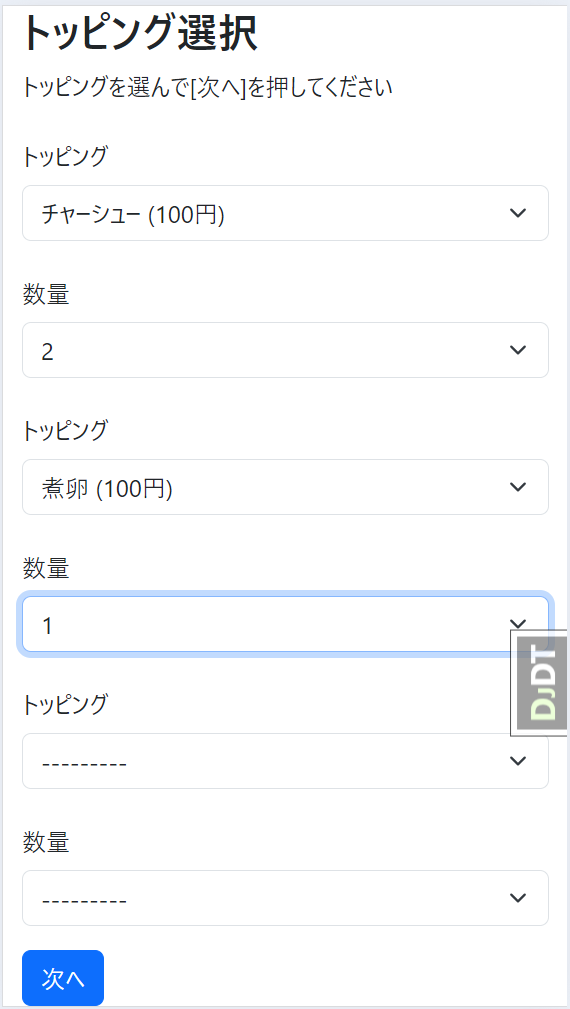 トッピング選択
トッピングを選んで[次へ]を押してください
トッピング
チャーシュー (100円)
数量
2
トッピング
煮卵 (100円)
数量
1
DJDT
トッピング
---------
数量
---------
次へ